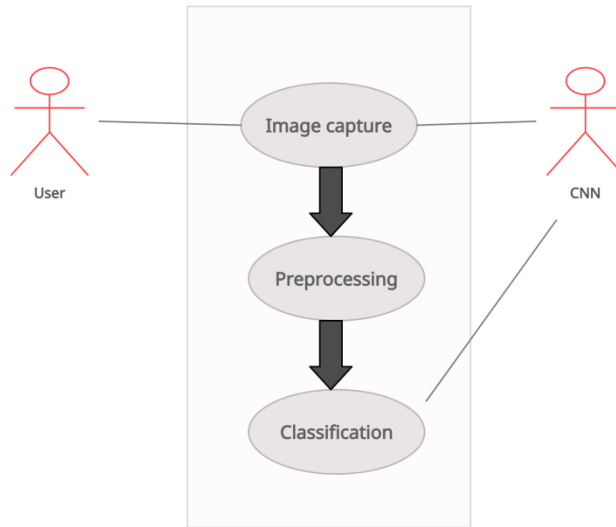 Image capture
User
CNN
Preprocessing
Classification